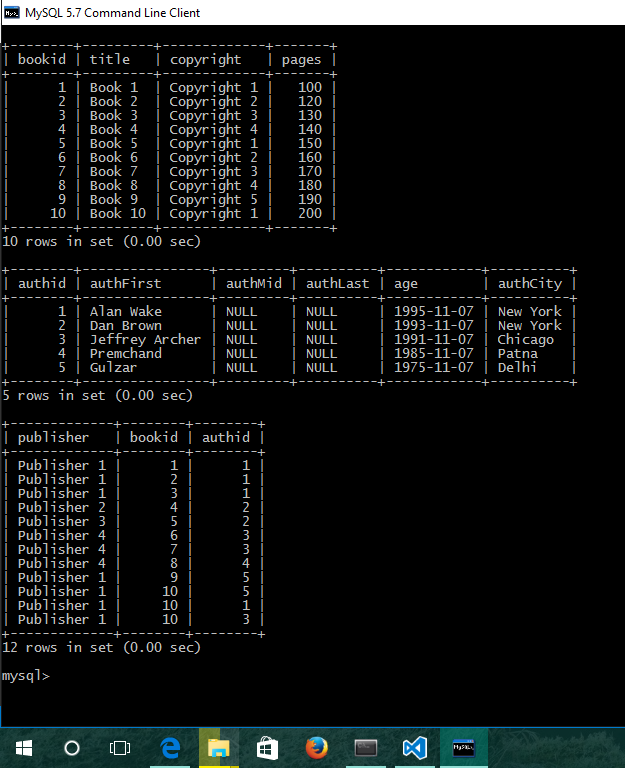 MySQL 5.7 Command Line Client
+--------+---------+-------------+-------+
| bookid | title   | copyright   | pages |
+--------+---------+-------------+-------+
|      1 | Book 1  | Copyright 1 |   100 |
|      2 | Book 2  | Copyright 2 |   120 |
|      3 | Book 3  | Copyright 3 |   130 |
|      4 | Book 4  | Copyright 4 |   140 |
|      5 | Book 5  | Copyright 1 |   150 |
|      6 | Book 6  | Copyright 2 |   160 |
|      7 | Book 7  | Copyright 3 |   170 |
|      8 | Book 8  | Copyright 4 |   180 |
|      9 | Book 9  | Copyright 5 |   190 |
|     10 | Book 10 | Copyright 1 |   200 |
+--------+---------+-------------+-------+
10 rows in set (0.00 sec)
+--------+----------------+---------+----------+------------+----------+
| authid | authFirst      | authMid | authLast | age        | authCity |
+--------+----------------+---------+----------+------------+----------+
|      1 | Alan Wake      | NULL    | NULL     | 1995-11-07 | New York |
|      2 | Dan Brown      | NULL    | NULL     | 1993-11-07 | New York |
|      3 | Jeffrey Archer | NULL    | NULL     | 1991-11-07 | Chicago  |
|      4 | Premchand      | NULL    | NULL     | 1985-11-07 | Patna    |
|      5 | Gulzar         | NULL    | NULL     | 1975-11-07 | Delhi    |
+--------+----------------+---------+----------+------------+----------+
5 rows in set (0.00 sec)
+-------------+--------+--------+
| publisher   | bookid | authid |
+-------------+--------+--------+
| Publisher 1 |      1 |      1 |
| Publisher 1 |      2 |      1 |
| Publisher 1 |      3 |      1 |
| Publisher 2 |      4 |      2 |
| Publisher 3 |      5 |      2 |
| Publisher 4 |      6 |      3 |
| Publisher 4 |      7 |      3 |
| Publisher 4 |      8 |      4 |
| Publisher 1 |      9 |      5 |
| Publisher 1 |     10 |      5 |
| Publisher 1 |     10 |      1 |
| Publisher 1 |     10 |      3 |
+-------------+--------+--------+
12 rows in set (0.00 sec)
mysql>
MySQL